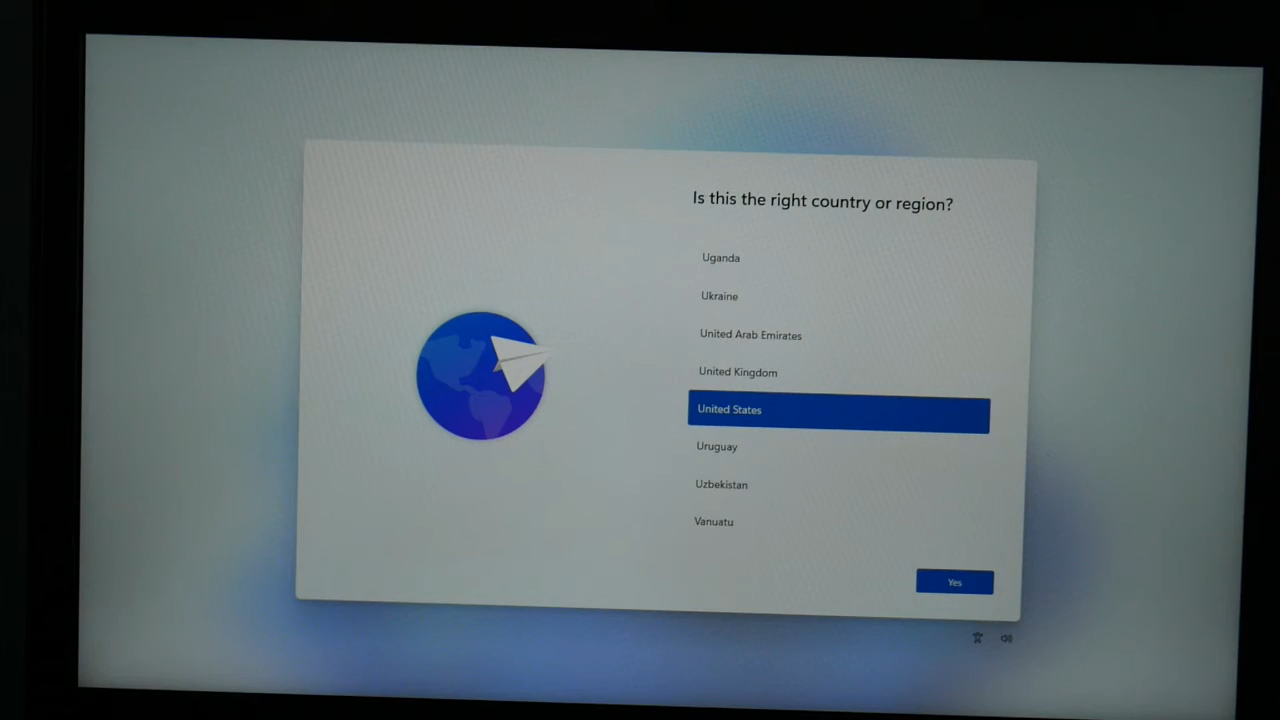 Is this the right country or region?
Uganda
Ukraine
United Arab Emirates
United Kingdom
United States
Uruguay
Uzbekistan
Vanuatu
Yes